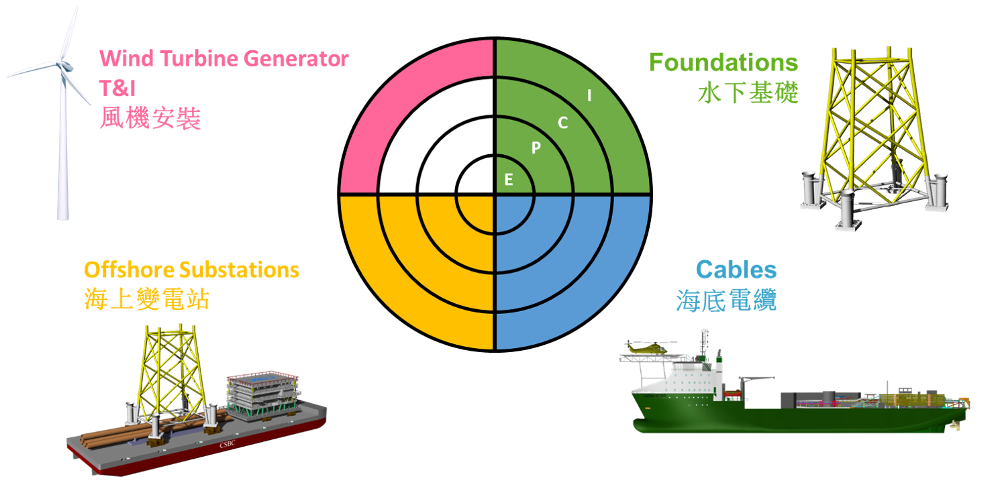 Wind Turbine Generator
T&I
風機安裝
Foundations
水下基礎
I
C
P
E
Offshore Substations
海上變電站
Cables
海底電纜
CSBC